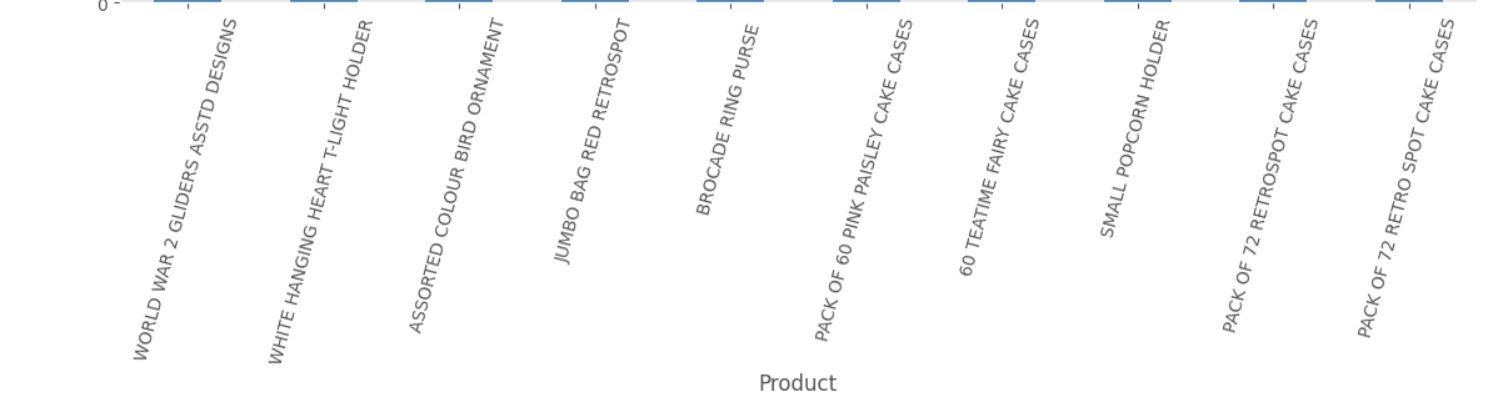 0
WORLD WAR 2 GLIDERS ASSTD DESIGNS
WHITE HANGING HEART T-LIGHT HOLDER
ASSORTED COLOUR BIRD ORNAMENT
JUMBO BAG RED RETROSPOT
BROCADE RING PURSE
PACK OF 60 PINK PAISLEY CAKE CASES
60 TEATIME FAIRY CAKE CASES
SMALL POPCORN HOLDER
PACK OF 72 RETROSPOT CAKE CASES
PACK OF 72 RETRO SPOT CAKE CASES
Product